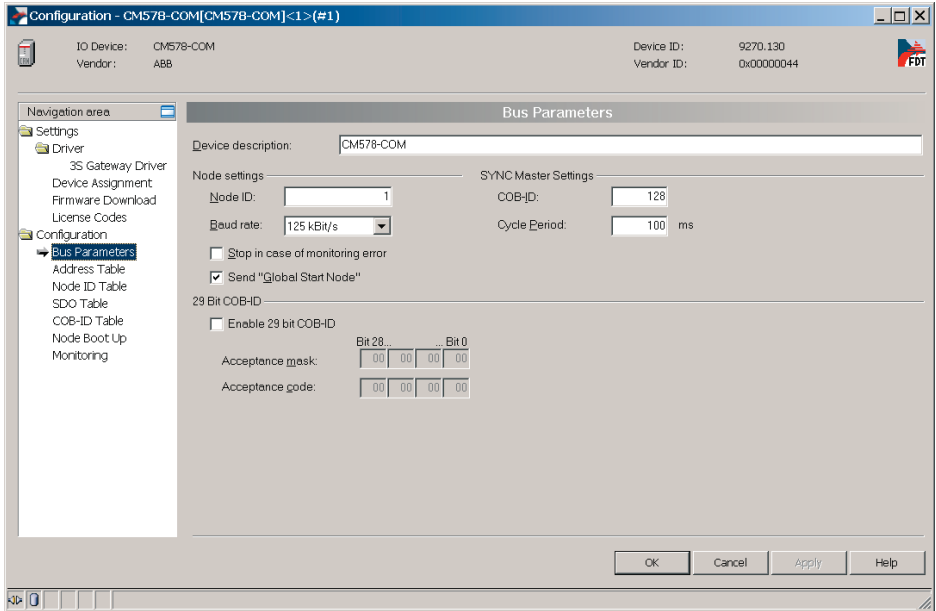 Configuration - CM578-COM[CM578-COM]<1>(#1)
IO Device: CM578-COM Device ID: 9270.130
Vendor: ABB Vendor ID: 0x00000044
FDT
Navigation area
Settings
Driver
3S Gateway Driver
Device Assignment
Firmware Download
License Codes
Configuration
Bus Parameters
Address Table
Node ID Table
SDO Table
COB-ID Table
Node Boot Up
Monitoring
Bus Parameters
Device description: CM578-COM
Node settings SYNC Master Settings
Node ID: 1 COB-ID: 128
Baud rate: 125 kBit/s Cycle Period: 100 ms
Stop in case of monitoring error
Send "Global Start Node"
29 Bit COB-ID
Enable 29 bit COB-ID
Bit 28... ... Bit 0
Acceptance mask: 00 00 00 00
Acceptance code: 00 00 00 00
OK Cancel Apply Help